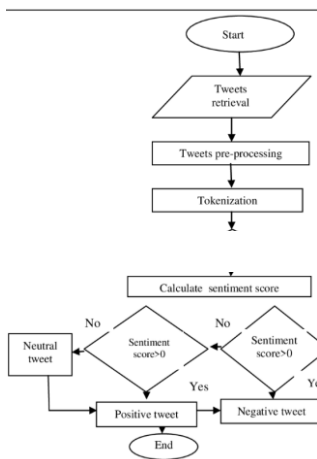 Start
Tweets
retrieval
Tweets pre-processing
Tokenization
Calculate sentiment score
No
No
Neutral
tweet
Sentiment
score>0
Sentiment
score>0
Yes
Positive tweet
Negative tweet
End